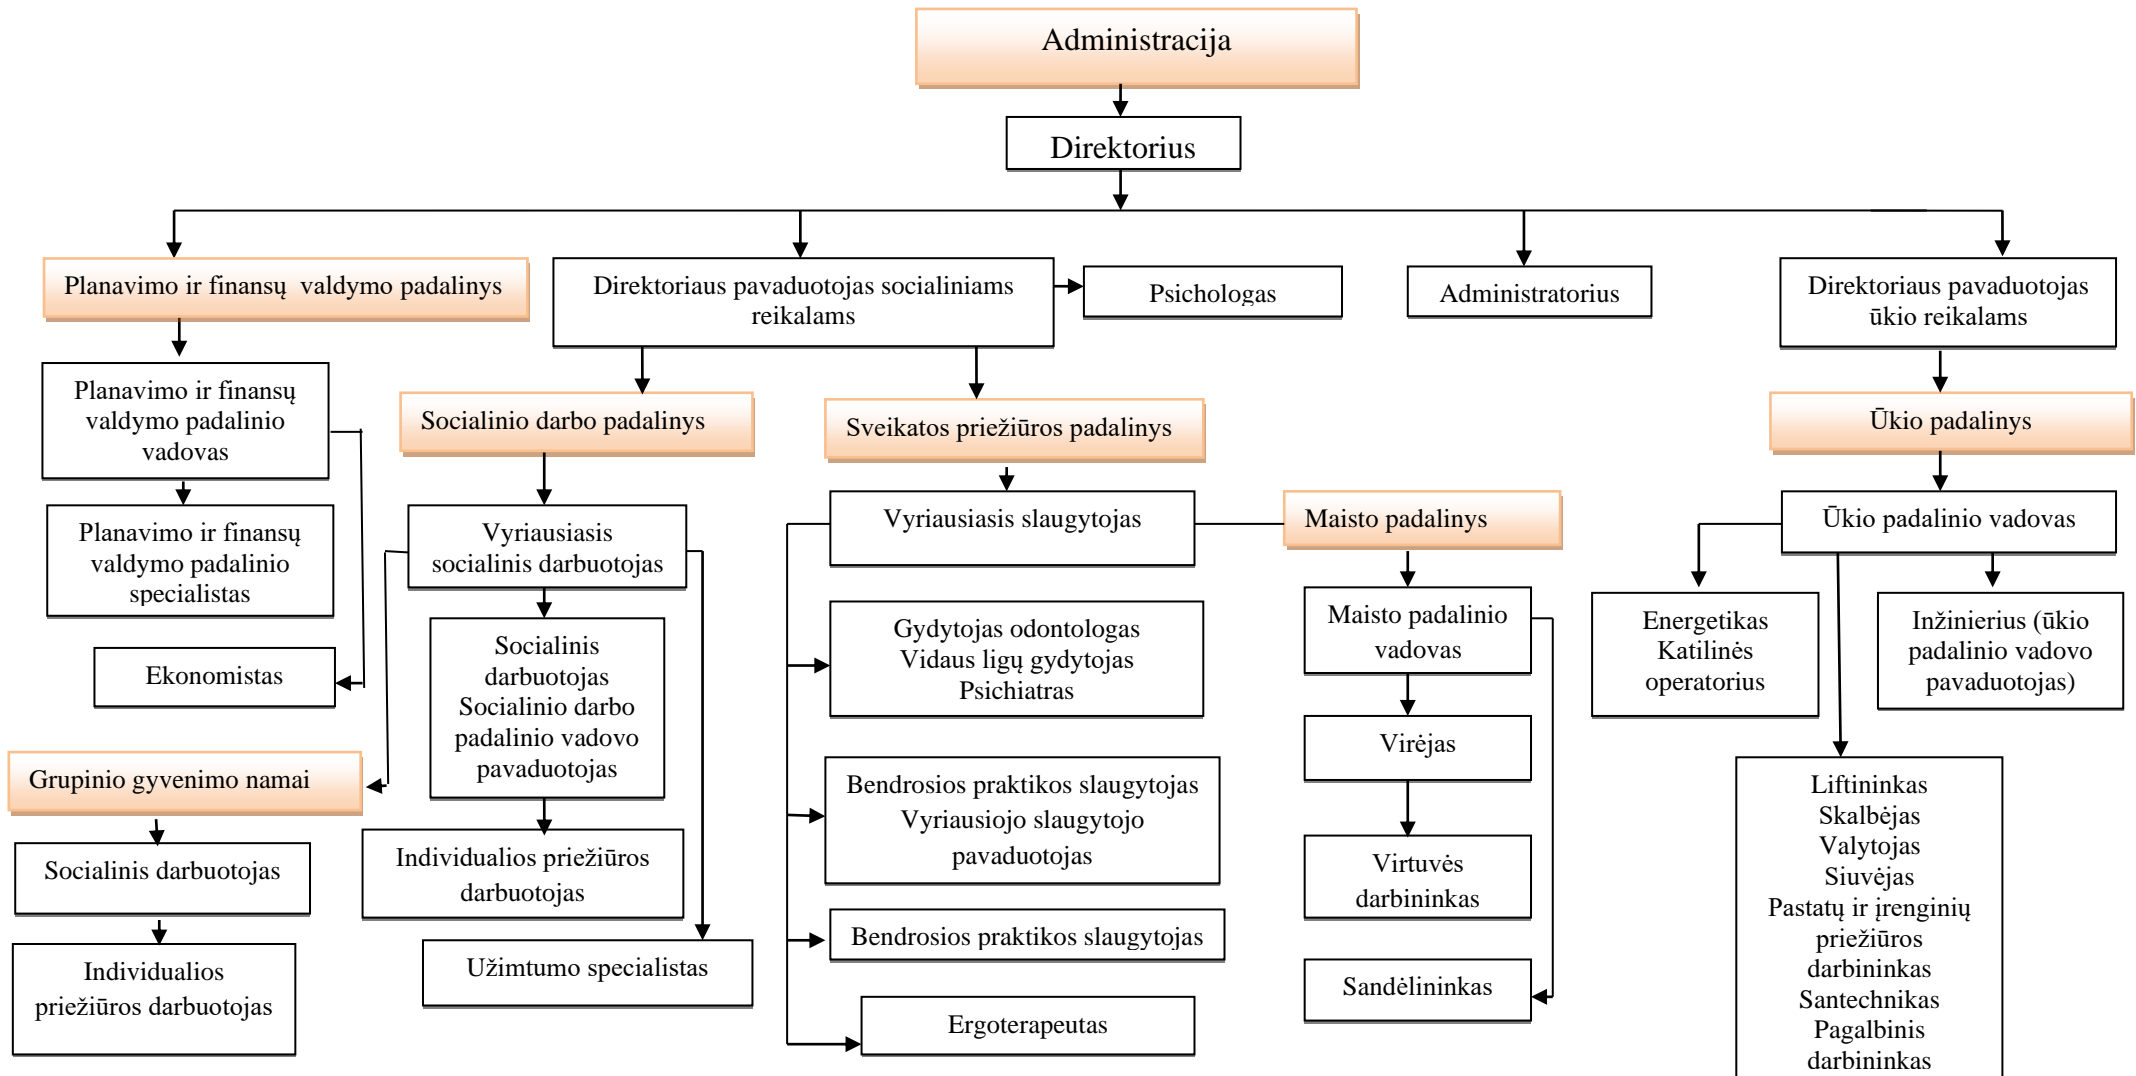 Administracija
Direktorius
Planavimo ir finansų  valdymo padalinys
Direktoriaus pavaduotojas socialiniams
reikalams
Psichologas
Administratorius
Direktoriaus pavaduotojas
ūkio reikalams
Planavimo ir finansų
valdymo padalinio
vadovas
Socialinio darbo padalinys
Sveikatos priežiūros padalinys
Ūkio padalinys
Planavimo ir finansų
valdymo padalinio
specialistas
Vyriausiasis
socialinis darbuotojas
Vyriausiasis slaugytojas
Maisto padalinys
Ūkio padalinio vadovas
Ekonomistas
Socialinis
darbuotojas
Socialinio darbo
padalinio vadovo
pavaduotojas
Gydytojas odontologas
Vidaus ligų gydytojas
Psichiatras
Maisto padalinio
vadovas
Energetikas
Katilinės
operatorius
Inžinierius (ūkio
padalinio vadovo
pavaduotojas)
Grupinio gyvenimo namai
Bendrosios praktikos slaugytojas
Vyriausiojo slaugytojo
pavaduotojas
Virėjas
Liftininkas
Skalbėjas
Valytojas
Siuvėjas
Pastatų ir įrenginių
priežiūros
darbininkas
Santechnikas
Pagalbinis
darbininkas
Socialinis darbuotojas
Individualios priežiūros
darbuotojas
Virtuvės
darbininkas
Bendrosios praktikos slaugytojas
Individualios
priežiūros darbuotojas
Užimtumo specialistas
Sandėlininkas
Ergoterapeutas